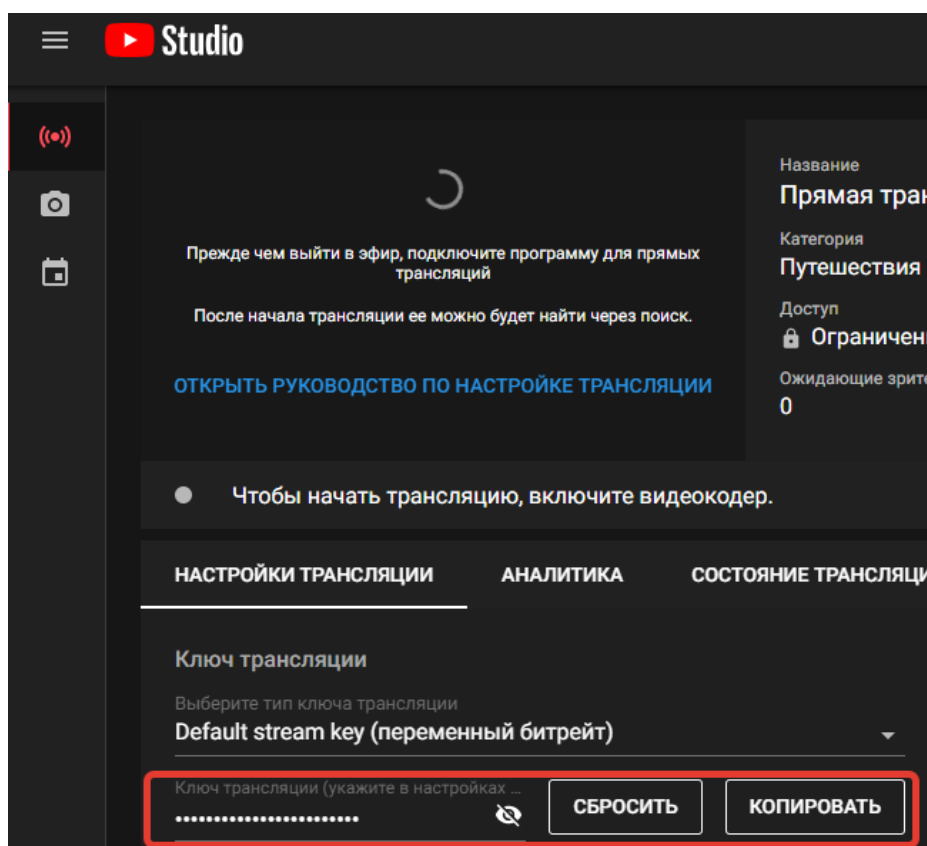 Studio
Прежде чем выйти в эфир, подключите программу для прямых
трансляций
После начала трансляции ее можно будет найти через поиск.
ОТКРЫТЬ РУКОВОДСТВО ПО НАСТРОЙКЕ ТРАНСЛЯЦИИ
Название
Прямая тран
Категория
Путешествия
Доступ
Ограничен
Ожидающие зрите
0
Чтобы начать трансляцию, включите видеокодер.
НАСТРОЙКИ ТРАНСЛЯЦИИ
АНАЛИТИКА
СОСТОЯНИЕ ТРАНСЛЯЦИ
Ключ трансляции
Выберите тип ключа трансляции
Default stream key (переменный битрейт)
Ключ трансляции (укажите в настройках ...
••••••••••••••••••••••••
СБРОСИТЬ
КОПИРОВАТЬ